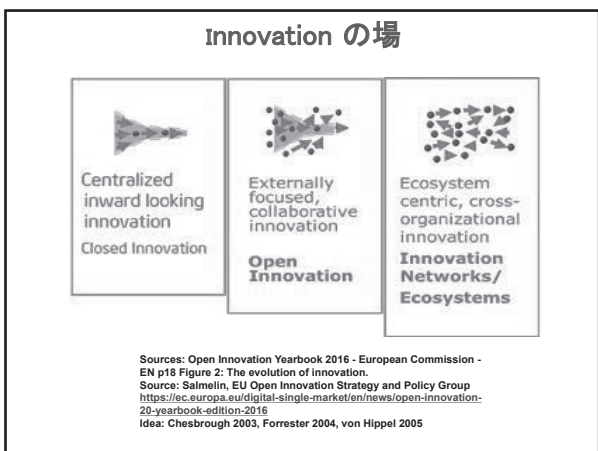 Innovation の場
Centralized
inward looking
innovation
Closed Innovation
Externally
focused,
collaborative
innovation
Open
Innovation
Ecosystem
centric, cross-
organizational
innovation
Innovation
Networks/
Ecosystems
Sources: Open Innovation Yearbook 2016 - European Commission -
EN p18 Figure 2: The evolution of innovation.
Source: Salmelin, EU Open Innovation Strategy and Policy Group
https://ec.europa.eu/digital-single-market/en/news/open-innovation-
20-yearbook-edition-2016
Idea: Chesbrough 2003, Forrester 2004, von Hippel 2005